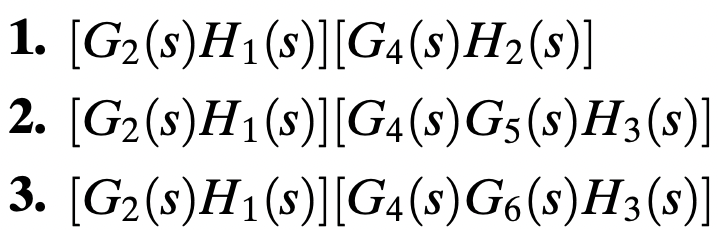 1. [G₂(s)H₁(s)][G₄(s)H₂(s)]
2. [G₂(s)H₁(s)][G₄(s)G₅(s)H₃(s)]
3. [G₂(s)H₁(s)][G₄(s)G₆(s)H₃(s)]